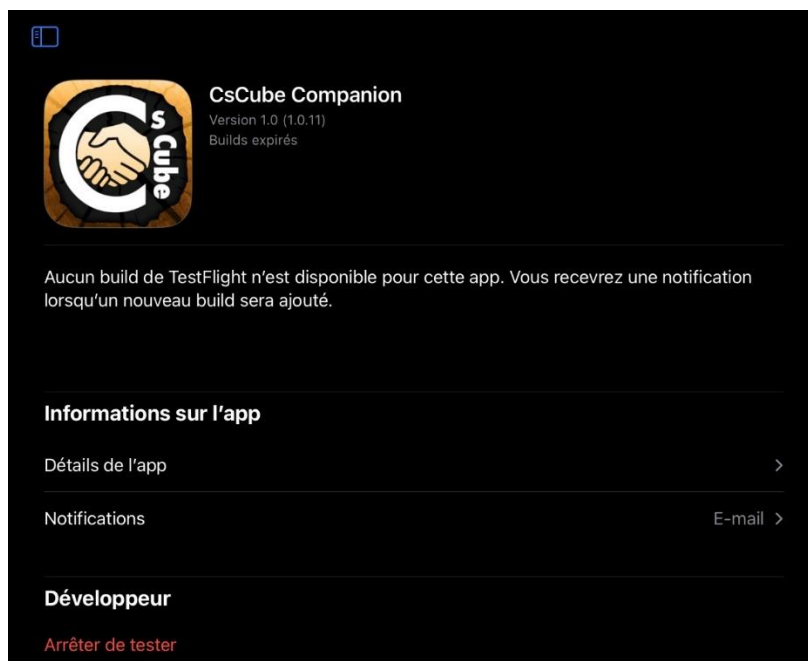 CsCube
CsCube Companion
Version 1.0 (1.0.11)
Builds expirés
Aucun build de TestFlight n’est disponible pour cette app. Vous recevrez une notification
lorsqu’un nouveau build sera ajouté.
Informations sur l’app
Détails de l’app
Notifications
E-mail
Développeur
Arrêter de tester